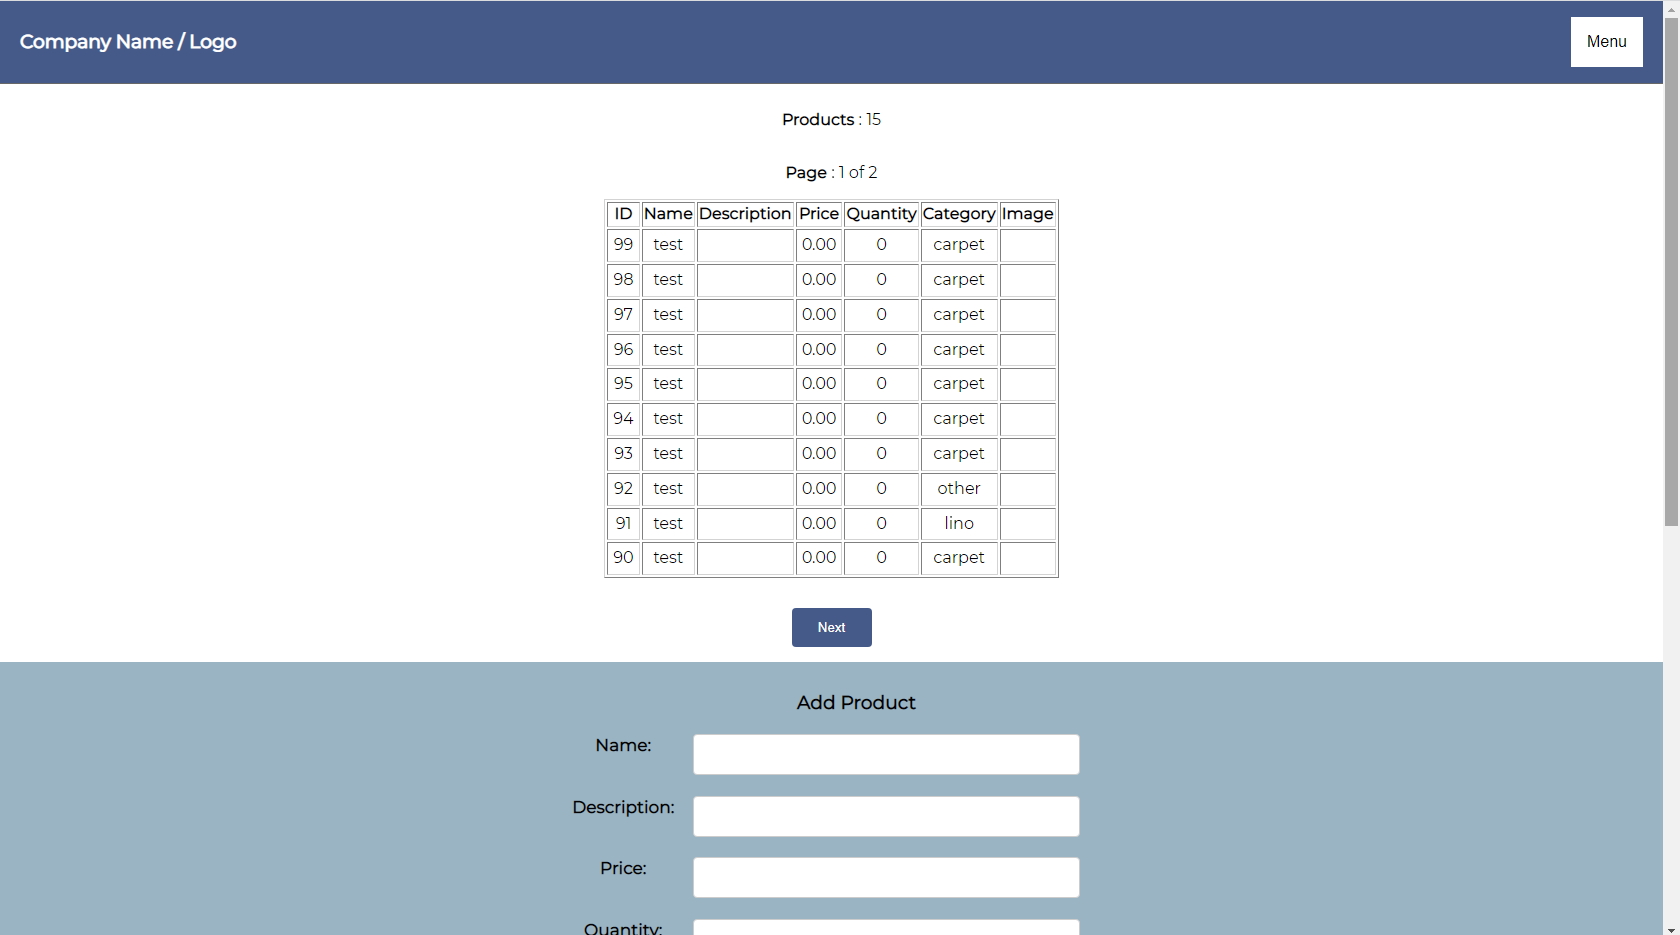 Company Name / Logo
Menu
Products : 15
Page : 1 of 2
ID Name Description Price Quantity Category Image
99 test 0.00 0 carpet
98 test 0.00 0 carpet
97 test 0.00 0 carpet
96 test 0.00 0 carpet
95 test 0.00 0 carpet
94 test 0.00 0 carpet
93 test 0.00 0 carpet
92 test 0.00 0 other
91 test 0.00 0 lino
90 test 0.00 0 carpet
Next
Add Product
Name:
Description:
Price:
Quantity: